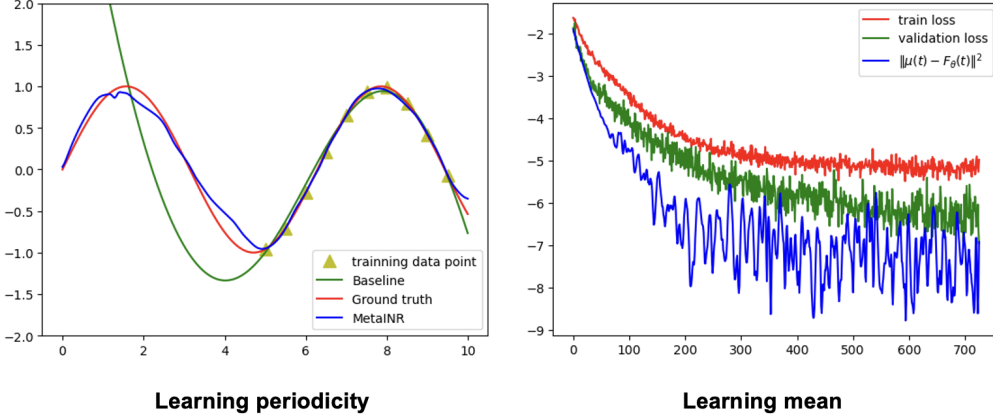 2.0
1.5
1.0
0.5
0.0
−0.5
−1.0
−1.5
−2.0
0 2 4 6 8 10
trainning data point
Baseline
Ground truth
MetaINR
Learning periodicity
−2
−3
−4
−5
−6
−7
−8
−9
0 100 200 300 400 500 600 700
train loss
validation loss
‖μ(t) − Fθ(t)‖²
Learning mean